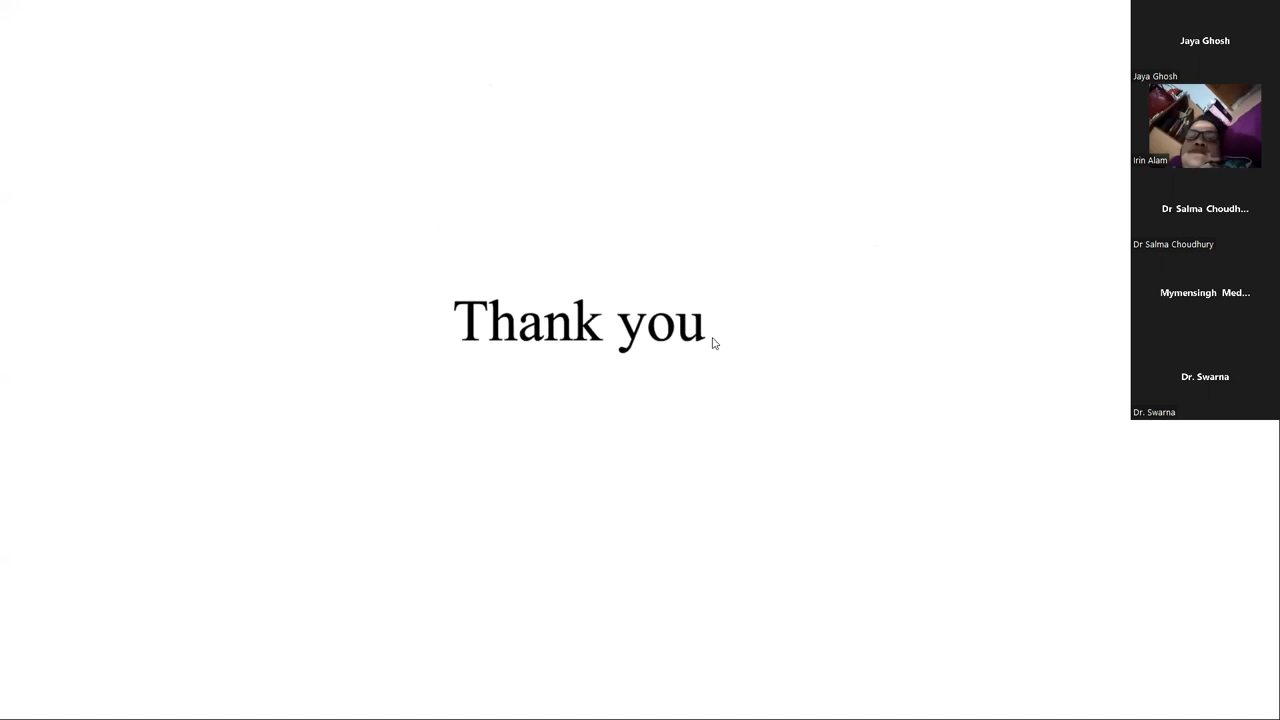 Thank you
Jaya Ghosh
Jaya Ghosh
Irin Alam
Dr Salma Choudh...
Dr Salma Choudhury
Mymensingh Med...
Dr. Swarna
Dr. Swarna